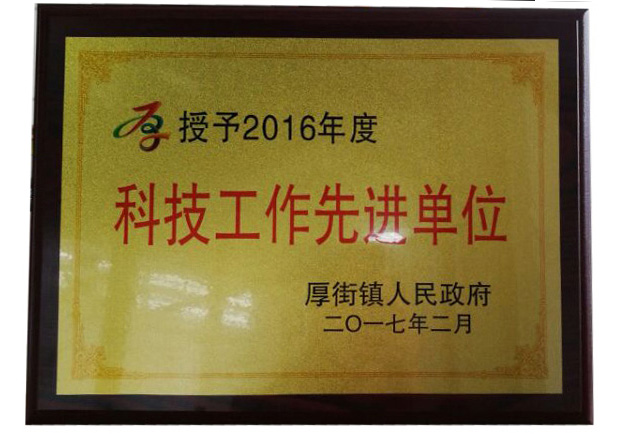 授予2016年度
科技工作先进单位
厚街镇人民政府
二〇一七年二月